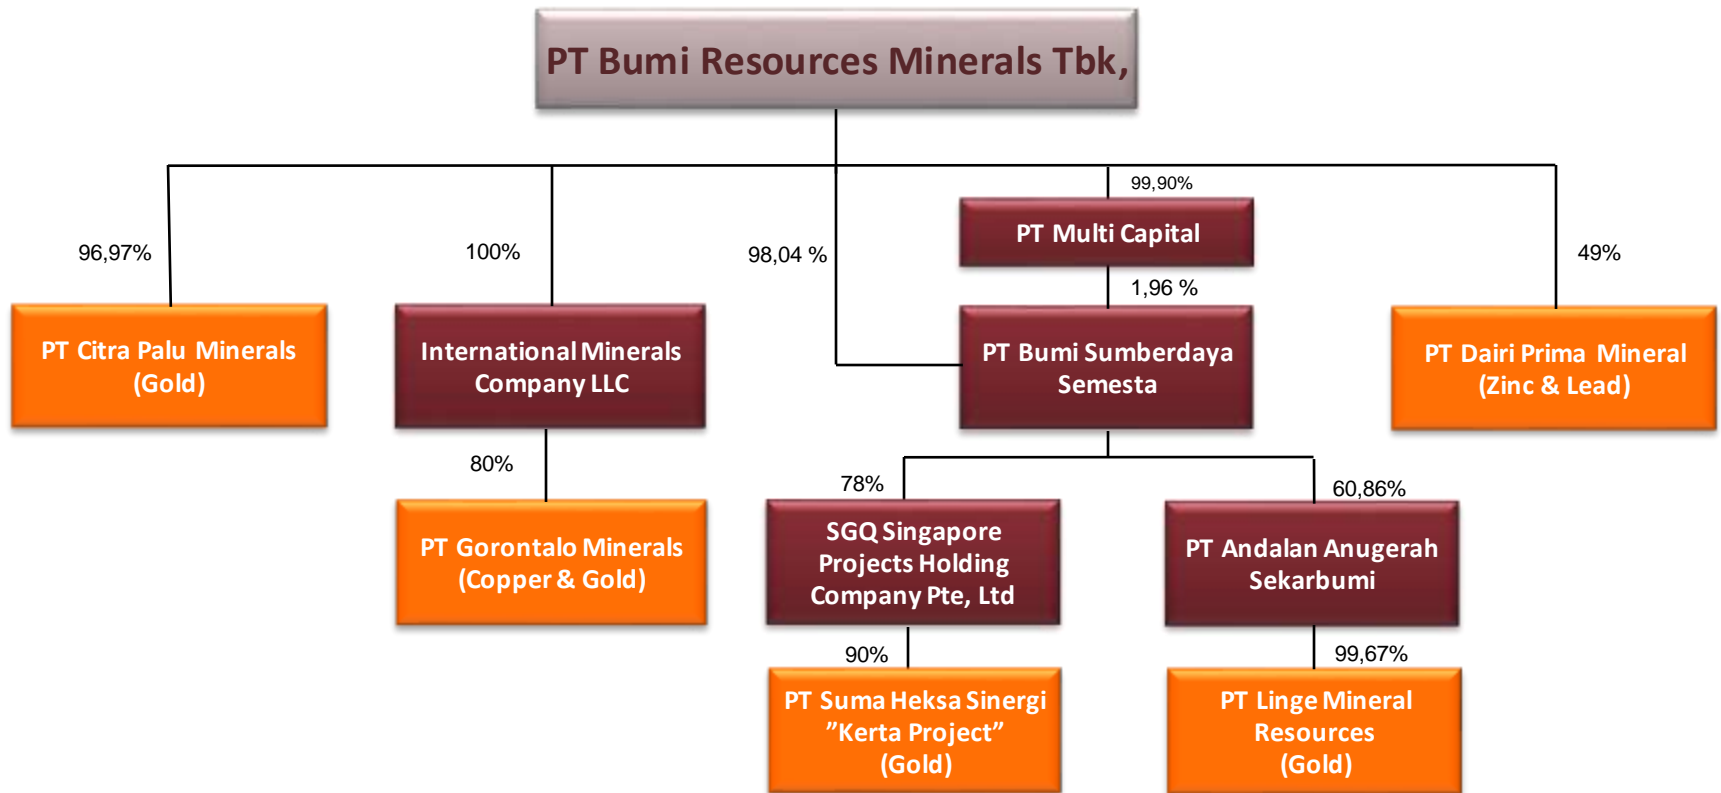 PT Bumi Resources Minerals Tbk,
99,90%
PT Multi Capital
96,97%
100%
98,04 %
49%
1,96 %
PT Citra Palu Minerals
(Gold)
International Minerals
Company LLC
PT Bumi Sumberdaya
Semesta
PT Dairi Prima Mineral
(Zinc & Lead)
80%
78%
60,86%
PT Gorontalo Minerals
(Copper & Gold)
SGQ Singapore
Projects Holding
Company Pte, Ltd
PT Andalan Anugerah
Sekarbumi
90%
99,67%
PT Suma Heksa Sinergi
”Kerta Project”
(Gold)
PT Linge Mineral
Resources
(Gold)